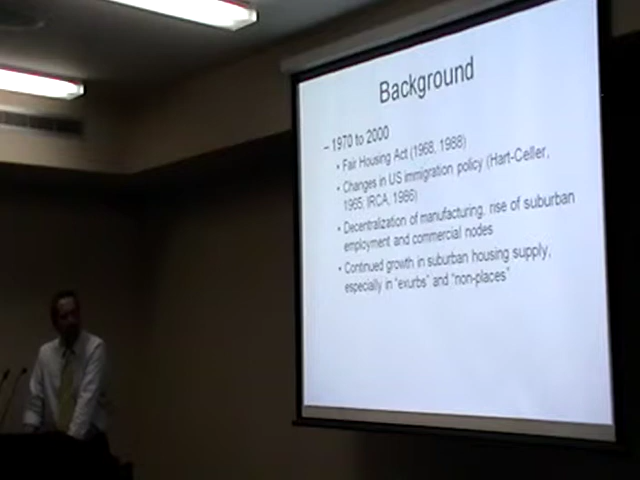 Background
– 1970 to 2000
• Fair Housing Act (1968, 1988)
• Changes in US immigration policy (Hart-Celler,
1965, IRCA, 1986)
• Decentralization of manufacturing, rise of suburban
employment and commercial nodes
• Continued growth in suburban housing supply,
especially in "exurbs" and "non-places"